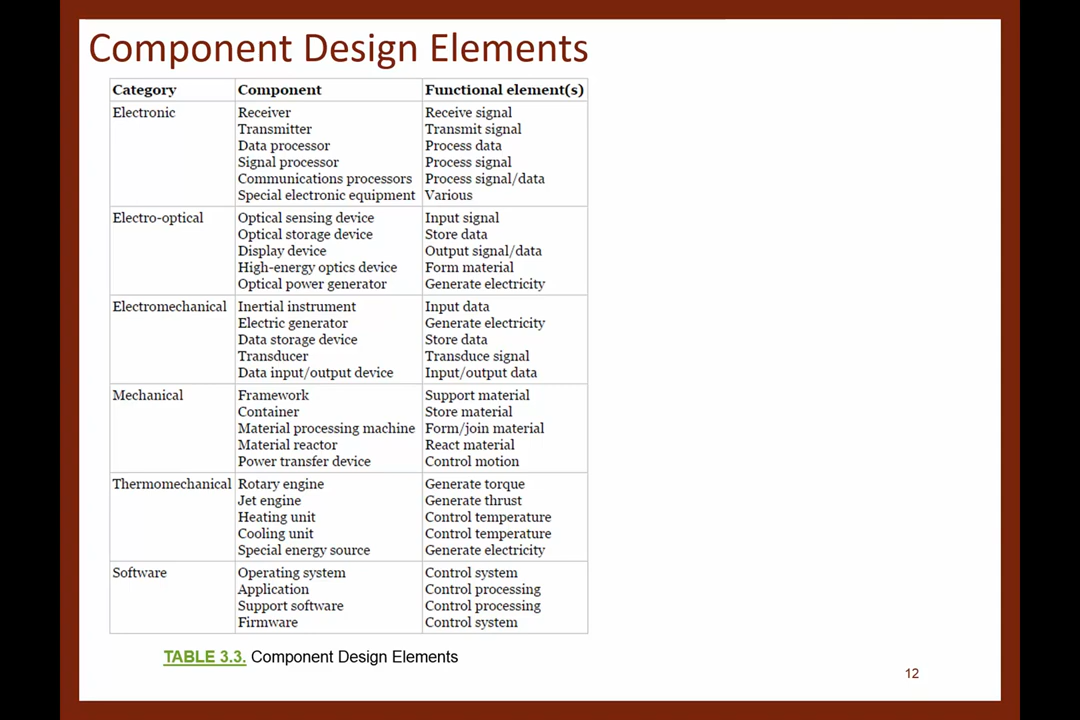 Component Design Elements
Category Component Functional element(s)
Electronic Receiver Receive signal
Transmitter Transmit signal
Data processor Process data
Signal processor Process signal
Communications processors Process signal/data
Special electronic equipment Various
Electro-optical Optical sensing device Input signal
Optical storage device Store data
Display device Output signal/data
High-energy optics device Form material
Optical power generator Generate electricity
Electromechanical Inertial instrument Input data
Electric generator Generate electricity
Data storage device Store data
Transducer Transduce signal
Data input/output device Input/output data
Mechanical Framework Support material
Container Store material
Material processing machine Form/join material
Material reactor React material
Power transfer device Control motion
Thermomechanical Rotary engine Generate torque
Jet engine Generate thrust
Heating unit Control temperature
Cooling unit Control temperature
Special energy source Generate electricity
Software Operating system Control system
Application Control processing
Support software Control processing
Firmware Control system
TABLE 3.3. Component Design Elements
12